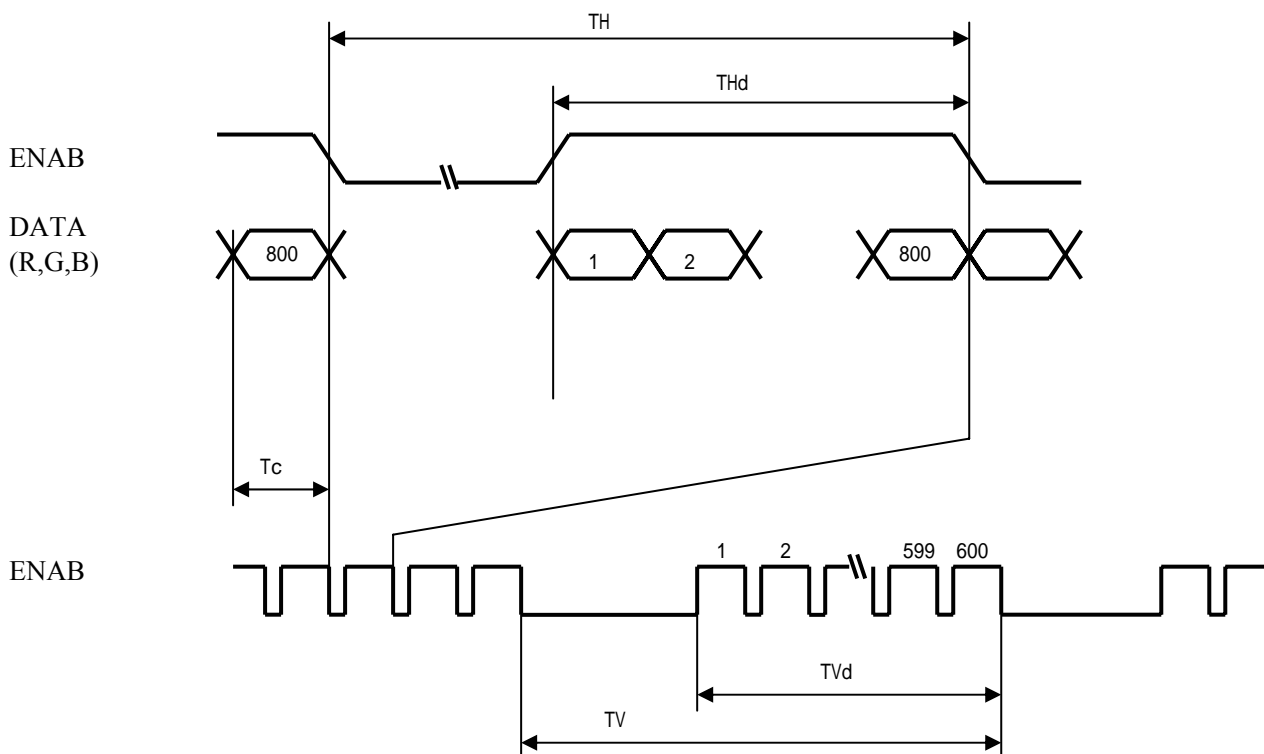 TH
THd
ENAB
DATA
(R,G,B)
800
1
2
800
Tc
ENAB
1
2
599
600
TVd
TV